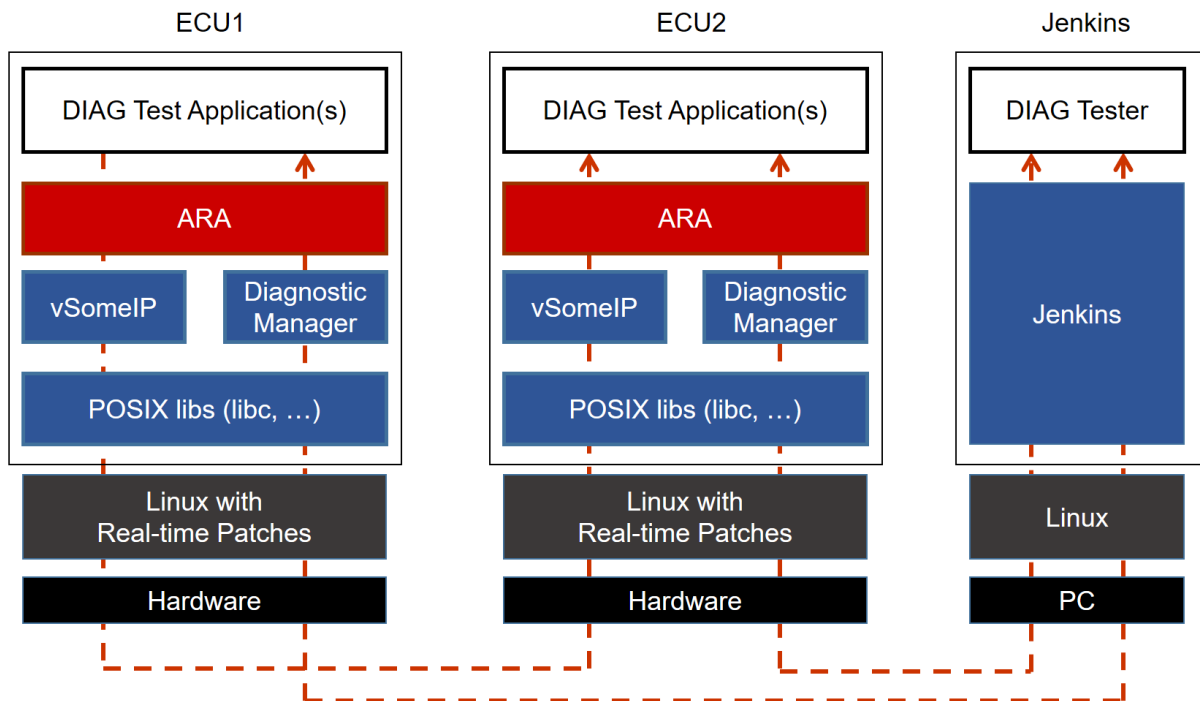 ECU1
DIAG Test Application(s)
ARA
vSomeIP
Diagnostic
Manager
POSIX libs (libc, …)
Linux with
Real-time Patches
Hardware
ECU2
DIAG Test Application(s)
ARA
vSomeIP
Diagnostic
Manager
POSIX libs (libc, …)
Linux with
Real-time Patches
Hardware
Jenkins
DIAG Tester
Jenkins
Linux
PC